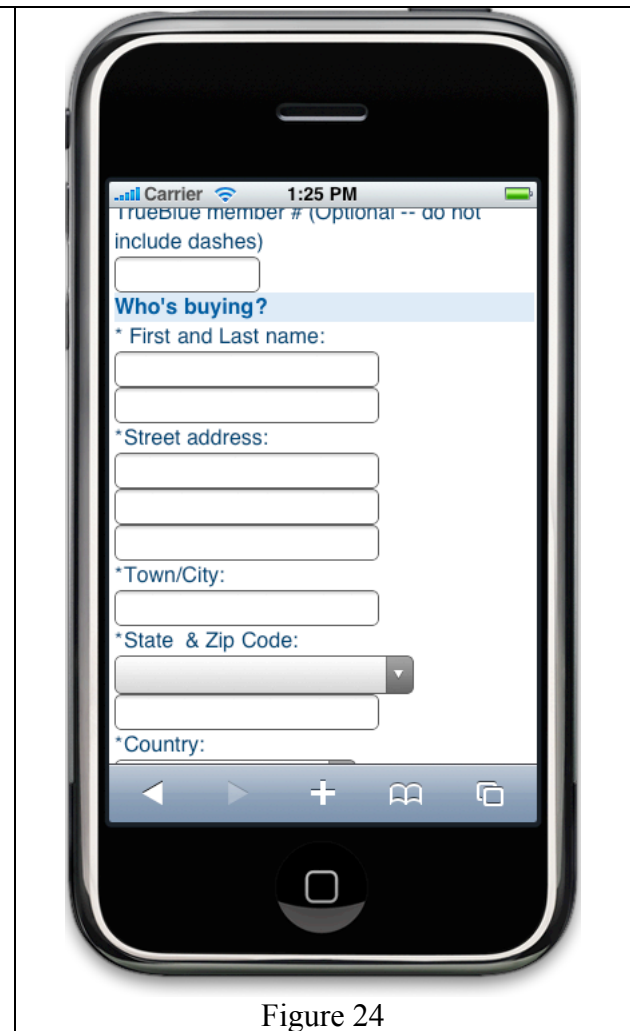 Carrier 1:25 PM
TrueBlue member # (Optional -- do not
include dashes)
Who's buying?
* First and Last name:
*Street address:
*Town/City:
*State & Zip Code:
*Country:
Figure 24